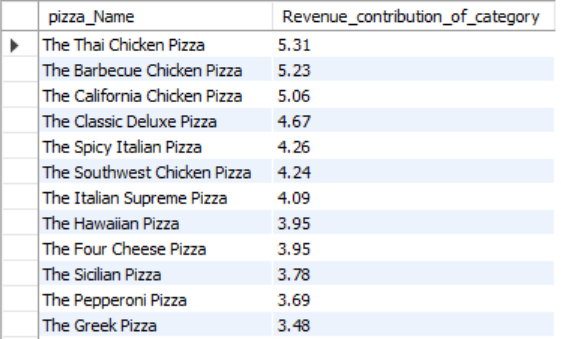 pizza_Name Revenue_contribution_of_category
The Thai Chicken Pizza 5.31
The Barbecue Chicken Pizza 5.23
The California Chicken Pizza 5.06
The Classic Deluxe Pizza 4.67
The Spicy Italian Pizza 4.26
The Southwest Chicken Pizza 4.24
The Italian Supreme Pizza 4.09
The Hawaiian Pizza 3.95
The Four Cheese Pizza 3.95
The Sicilian Pizza 3.78
The Pepperoni Pizza 3.69
The Greek Pizza 3.48